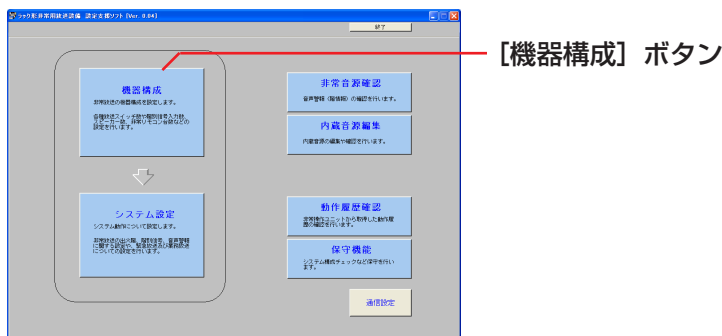 ラック形非常用放送設備 設定支援ソフト [Ver. 0.04]
終了
[機器構成] ボタン
機器構成
非常放送の機器構成を設定します。
各種放送スイッチ数や階別信号入力数、
スピーカー数、非常リモコン台数などの
設定を行います。
システム設定
システム動作について設定します。
非常放送の出火階、階別信号、音声警報
に関する設定や、緊急放送及び業務放送
についての設定を行います。
非常音源確認
音声警報（階情報）の確認を行います。
内蔵音源編集
内蔵音源の編集や確認を行います。
動作履歴確認
非常操作ユニットから取得した動作履
歴の確認を行います。
保守機能
システム構成チェックなど保守を行い
ます。
通信設定